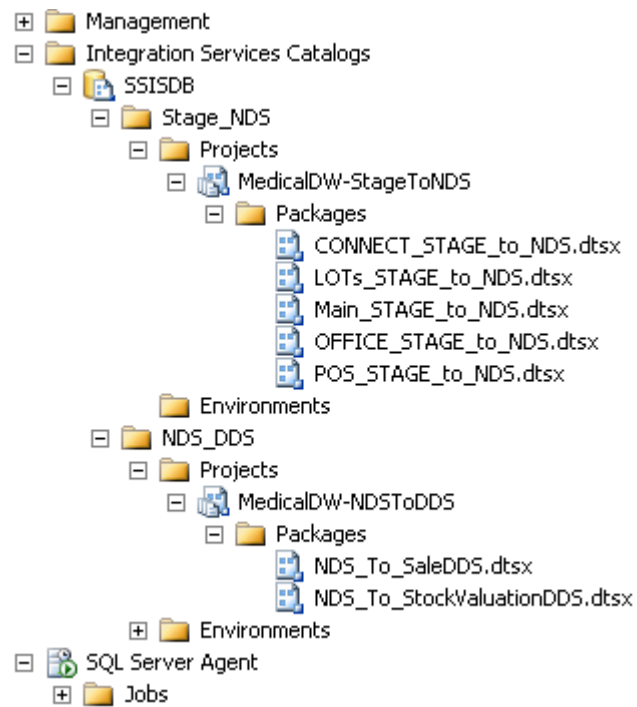 Management
Integration Services Catalogs
SSISDB
Stage_NDS
Projects
MedicalDW-StageToNDS
Packages
CONNECT_STAGE_to_NDS.dtsx
LOTs_STAGE_to_NDS.dtsx
Main_STAGE_to_NDS.dtsx
OFFICE_STAGE_to_NDS.dtsx
POS_STAGE_to_NDS.dtsx
Environments
NDS_DDS
Projects
MedicalDW-NDSToDDS
Packages
NDS_To_SaleDDS.dtsx
NDS_To_StockValuationDDS.dtsx
Environments
SQL Server Agent
Jobs